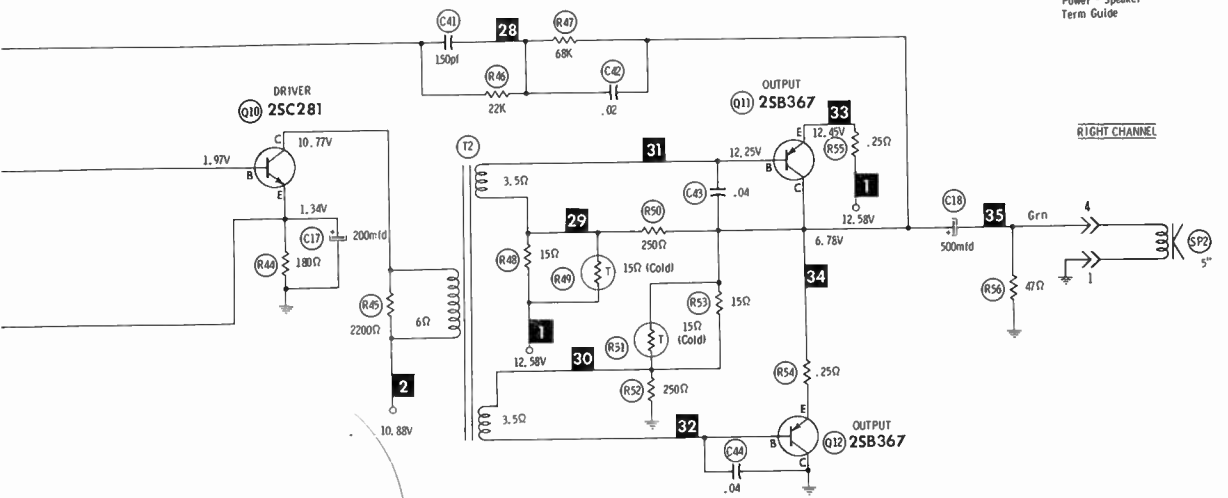 Power - Speaker
Term Guide
C41
28
R47
150pf
68K
R46
C42
22K
.02
DRIVER
Q10 2SC281
OUTPUT
Q11 2SB367
33
C
10.77V
E
12.45V
R55
.25Ω
RIGHT CHANNEL
1.97V
B
T2
31
12.25V
B
C
3.5Ω
C43
.04
1
E
1.34V
C17
200mfd
29
R50
12.58V
C18
35
Grn
4
R44
180Ω
R48
15Ω
250Ω
6.78V
500mfd
SP2
5"
R49
T
15Ω (Cold)
34
R56
47Ω
1
R45
2200Ω
6Ω
R53
15Ω
1
15Ω
(Cold)
R51
T
12.58V
30
2
R52
250Ω
R54
.25Ω
10.88V
3.5Ω
32
E
OUTPUT
Q12 2SB367
B
C44
C
.04